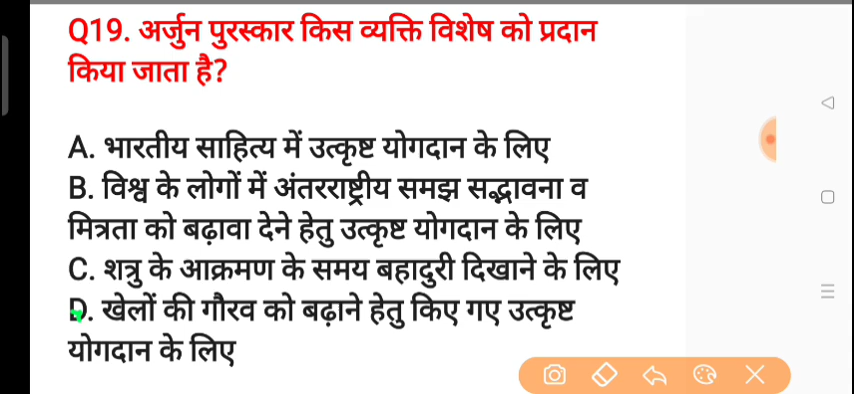 Q19. अर्जुन पुरस्कार किस व्यक्ति विशेष को प्रदान
किया जाता है?
A. भारतीय साहित्य में उत्कृष्ट योगदान के लिए
B. विश्व के लोगों में अंतरराष्ट्रीय समझ सद्भावना व
मित्रता को बढ़ावा देने हेतु उत्कृष्ट योगदान के लिए
C. शत्रु के आक्रमण के समय बहादुरी दिखाने के लिए
D. खेलों की गौरव को बढ़ाने हेतु किए गए उत्कृष्ट
योगदान के लिए